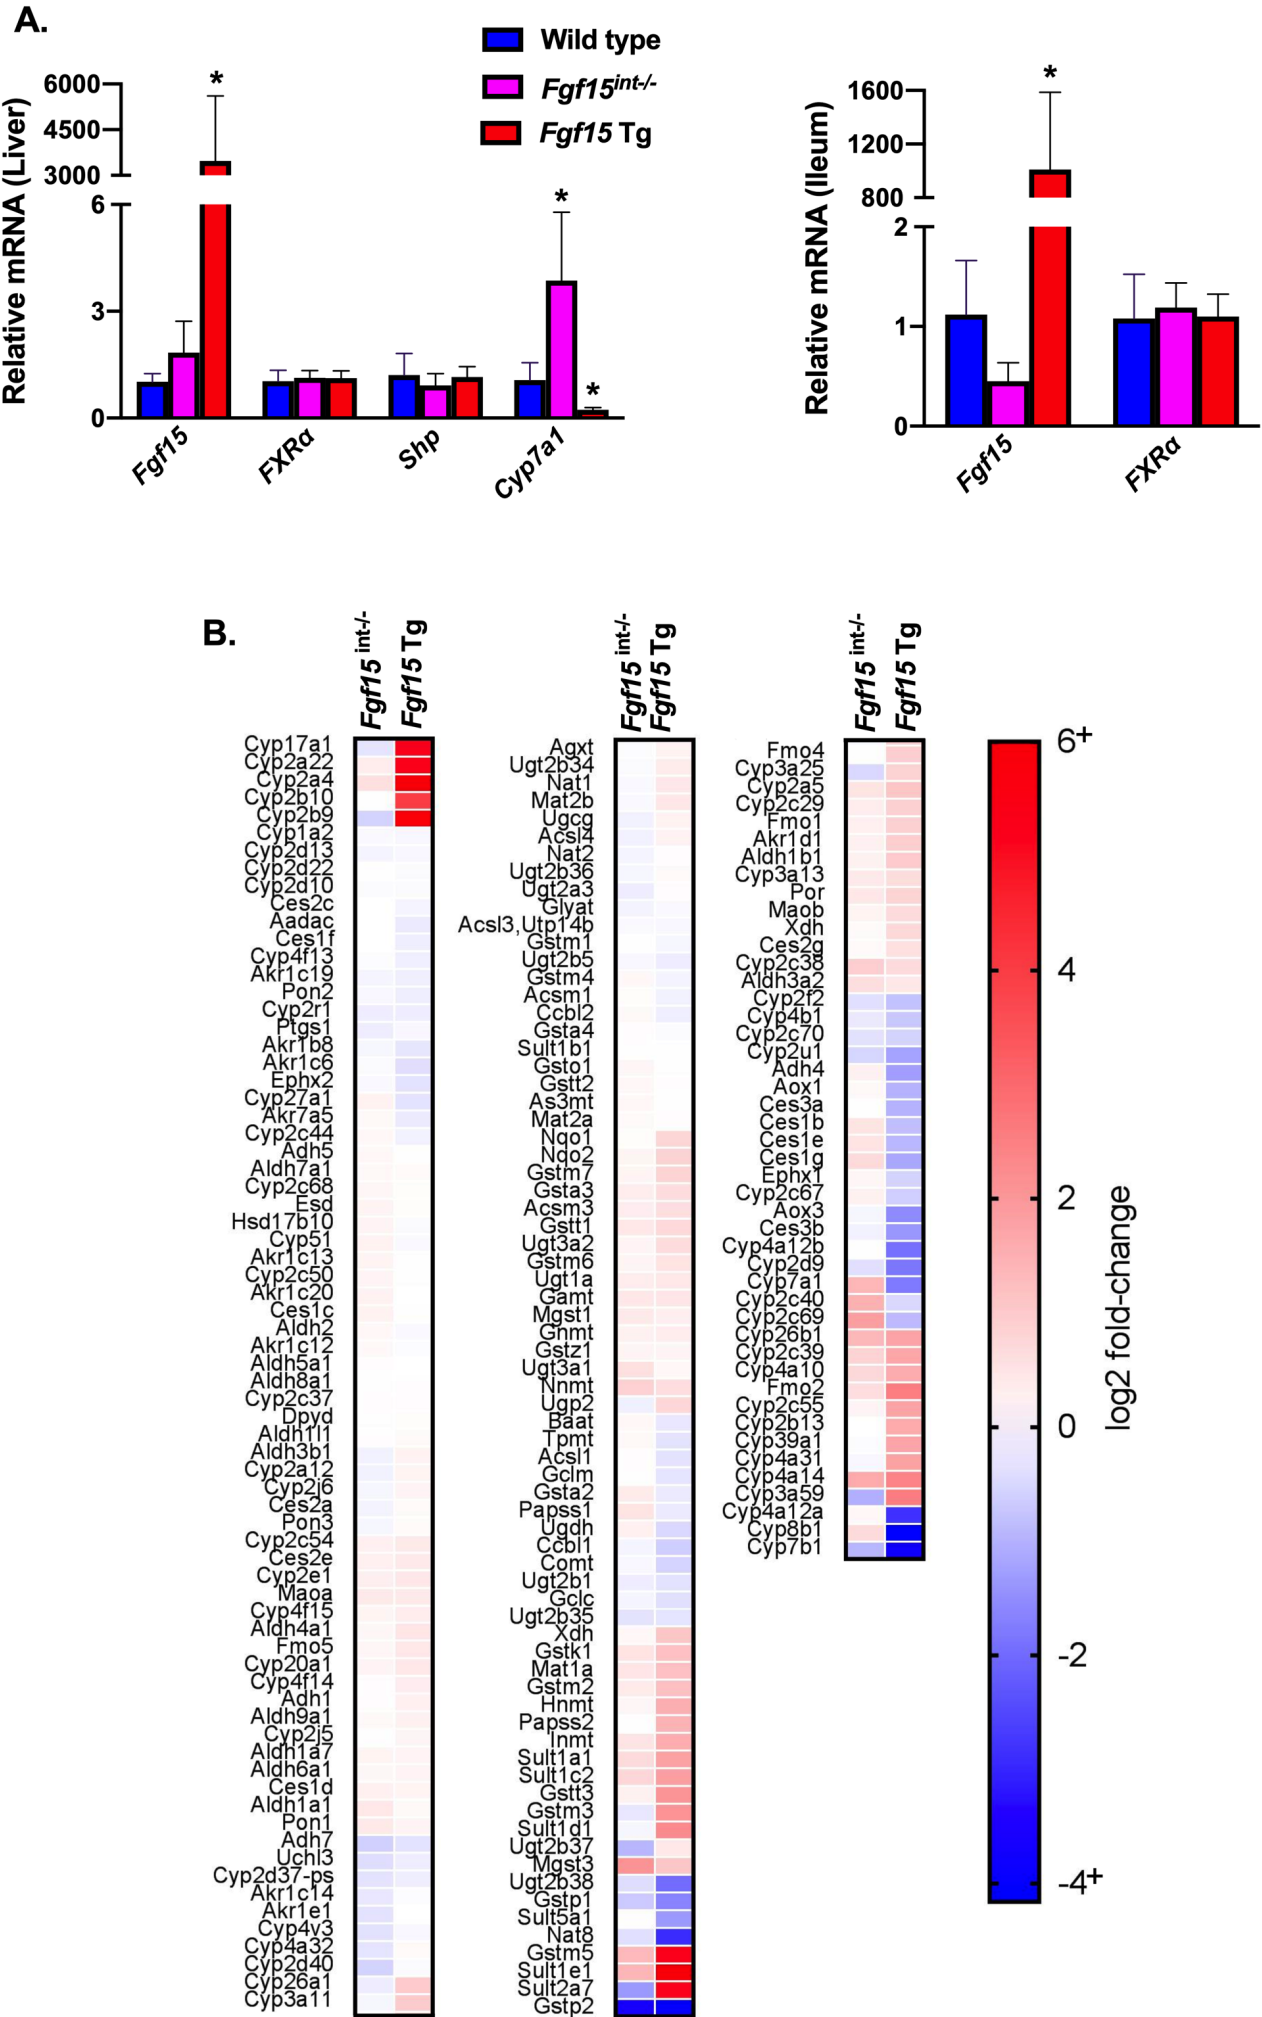 A.
Wild type
Fgf15int-/-
Fgf15 Tg
Relative mRNA (Liver)
6000
4500
3000
6
3
0
*
*
*
Fgf15
FXRα
Shp
Cyp7a1
Relative mRNA (Ileum)
1600
1200
800
2
1
0
*
Fgf15
FXRα
B.
Fgf15 int-/-
Fgf15 Tg
Cyp17a1
Cyp2a22
Cyp2a4
Cyp2b10
Cyp2b9
Cyp1a2
Cyp2d13
Cyp2d22
Cyp2d10
Ces2c
Aadac
Ces1f
Cyp4f13
Akr1c19
Pon2
Cyp2r1
Ptgs1
Akr1b8
Akr1c6
Ephx2
Cyp27a1
Akr7a5
Cyp2c44
Adh5
Aldh7a1
Cyp2c68
Esd
Hsd17b10
Cyp51
Akr1c13
Cyp2c50
Akr1c20
Ces1c
Aldh2
Akr1c12
Aldh5a1
Aldh8a1
Cyp2c37
Dpyd
Aldh1l1
Aldh3b1
Cyp2a12
Cyp2j6
Ces2a
Pon3
Cyp2c54
Ces2e
Cyp2e1
Maoa
Cyp4f15
Aldh4a1
Fmo5
Cyp20a1
Cyp4f14
Adh1
Aldh9a1
Cyp2j5
Aldh1a7
Aldh6a1
Ces1d
Aldh1a1
Pon1
Adh7
Uchl3
Cyp2d37-ps
Akr1c14
Akr1e1
Cyp4v3
Cyp4a32
Cyp2d40
Cyp26a1
Cyp3a11
Fgf15 int-/-
Fgf15 Tg
Agxt
Ugt2b34
Nat1
Mat2b
Ugcg
Acsl4
Nat2
Ugt2b36
Ugt2a3
Glyat
Acsl3,Utp14b
Gstm1
Ugt2b5
Gstm4
Acsm1
Ccbl2
Gsta4
Sult1b1
Gsto1
Gstt2
As3mt
Mat2a
Nqo1
Nqo2
Gstm7
Gsta3
Acsm3
Gstt1
Ugt3a2
Gstm6
Ugt1a
Gamt
Mgst1
Gnmt
Gstz1
Ugt3a1
Nnmt
Ugp2
Baat
Tpmt
Acsl1
Gclm
Gsta2
Papss1
Ugdh
Ccbl1
Comt
Ugt2b1
Gclc
Ugt2b35
Xdh
Gstk1
Mat1a
Gstm2
Hnmt
Papss2
Inmt
Sult1a1
Sult1c2
Gstt3
Gstm3
Sult1d1
Ugt2b37
Mgst3
Ugt2b38
Gstp1
Sult5a1
Nat8
Gstm5
Sult1e1
Sult2a7
Gstp2
Fgf15 int-/-
Fgf15 Tg
Fmo4
Cyp3a25
Cyp2a5
Cyp2c29
Fmo1
Akr1d1
Aldh1b1
Cyp3a13
Por
Maob
Xdh
Ces2g
Cyp2c38
Aldh3a2
Cyp2f2
Cyp4b1
Cyp2c70
Cyp2u1
Adh4
Aox1
Ces3a
Ces1b
Ces1e
Ces1g
Ephx1
Cyp2c67
Aox3
Ces3b
Cyp4a12b
Cyp2d9
Cyp7a1
Cyp2c40
Cyp2c69
Cyp26b1
Cyp2c39
Cyp4a10
Fmo2
Cyp2c55
Cyp2b13
Cyp39a1
Cyp4a31
Cyp4a14
Cyp3a59
Cyp4a12a
Cyp8b1
Cyp7b1
6+
4
2
0
-2
-4+
log2 fold-change